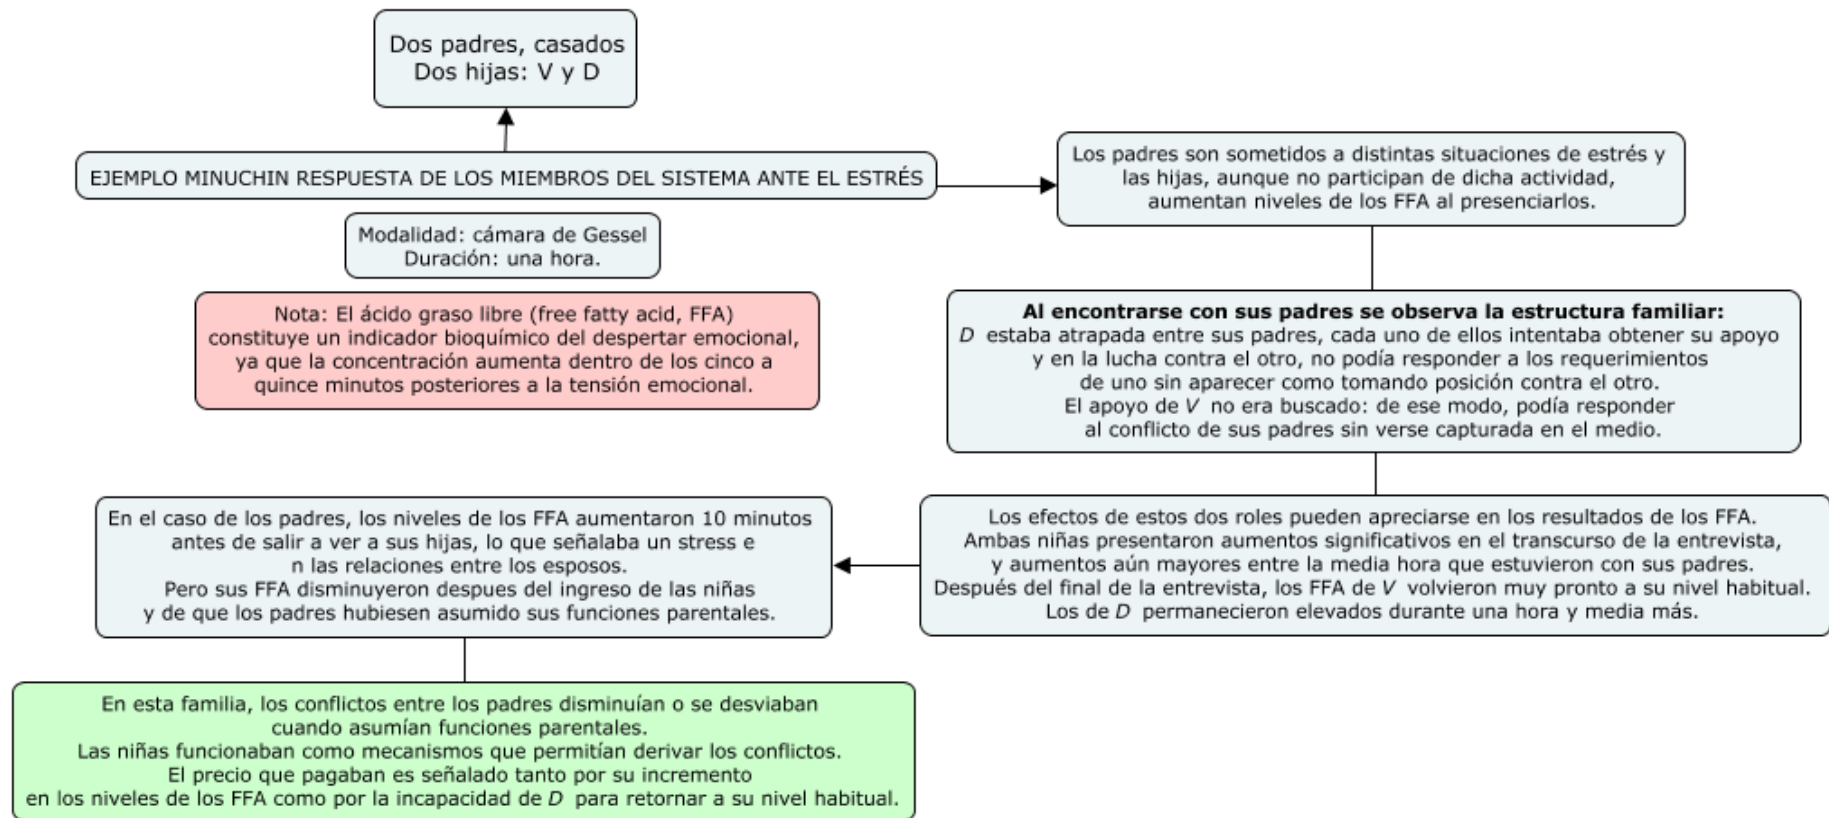 Dos padres, casados
Dos hijas: V y D
EJEMPLO MINUCHIN RESPUESTA DE LOS MIEMBROS DEL SISTEMA ANTE EL ESTRÉS
Modalidad: cámara de Gessel
Duración: una hora.
Nota: El ácido graso libre (free fatty acid, FFA)
constituye un indicador bioquímico del despertar emocional,
ya que la concentración aumenta dentro de los cinco a
quince minutos posteriores a la tensión emocional.
Los padres son sometidos a distintas situaciones de estrés y
las hijas, aunque no participan de dicha actividad,
aumentan niveles de los FFA al presenciarlos.
Al encontrarse con sus padres se observa la estructura familiar:
D estaba atrapada entre sus padres, cada uno de ellos intentaba obtener su apoyo
y en la lucha contra el otro, no podía responder a los requerimientos
de uno sin aparecer como tomando posición contra el otro.
El apoyo de V no era buscado: de ese modo, podía responder
al conflicto de sus padres sin verse capturada en el medio.
Los efectos de estos dos roles pueden apreciarse en los resultados de los FFA.
Ambas niñas presentaron aumentos significativos en el transcurso de la entrevista,
y aumentos aún mayores entre la media hora que estuvieron con sus padres.
Después del final de la entrevista, los FFA de V volvieron muy pronto a su nivel habitual.
Los de D permanecieron elevados durante una hora y media más.
En el caso de los padres, los niveles de los FFA aumentaron 10 minutos
antes de salir a ver a sus hijas, lo que señalaba un stress e
n las relaciones entre los esposos.
Pero sus FFA disminuyeron despues del ingreso de las niñas
y de que los padres hubiesen asumido sus funciones parentales.
En esta familia, los conflictos entre los padres disminuían o se desviaban
cuando asumían funciones parentales.
Las niñas funcionaban como mecanismos que permitían derivar los conflictos.
El precio que pagaban es señalado tanto por su incremento
en los niveles de los FFA como por la incapacidad de D para retornar a su nivel habitual.